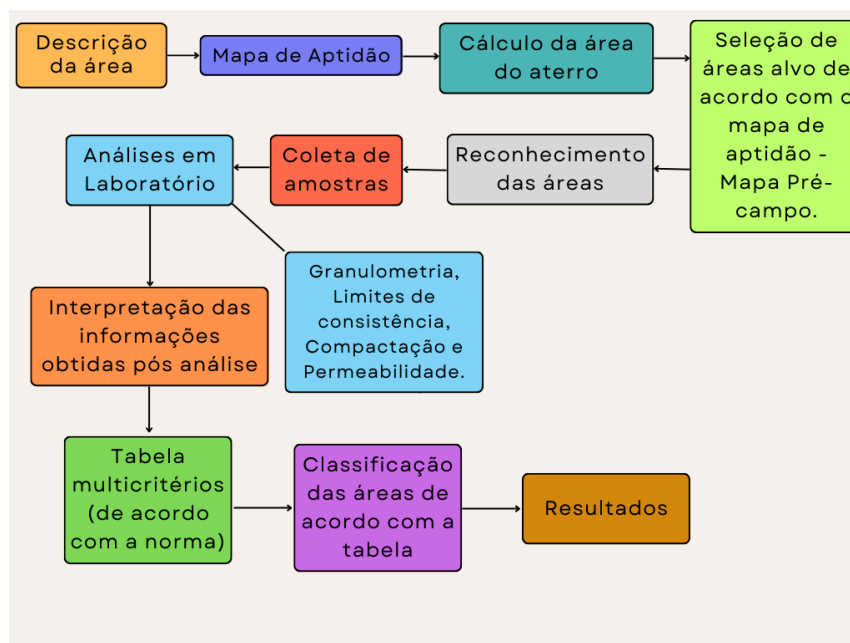 Descrição
da área
Mapa de Aptidão
Cálculo da área
do aterro
Seleção de
áreas alvo de
acordo com o
mapa de
aptidão -
Mapa Pré-
campo.
Reconhecimento
das áreas
Coleta de
amostras
Análises em
Laboratório
Granulometria,
Limites de
consistência,
Compactação e
Permeabilidade.
Interpretação das
informações
obtidas pós análise
Tabela
multicritérios
(de acordo
com a norma)
Classificação
das áreas de
acordo com a
tabela
Resultados